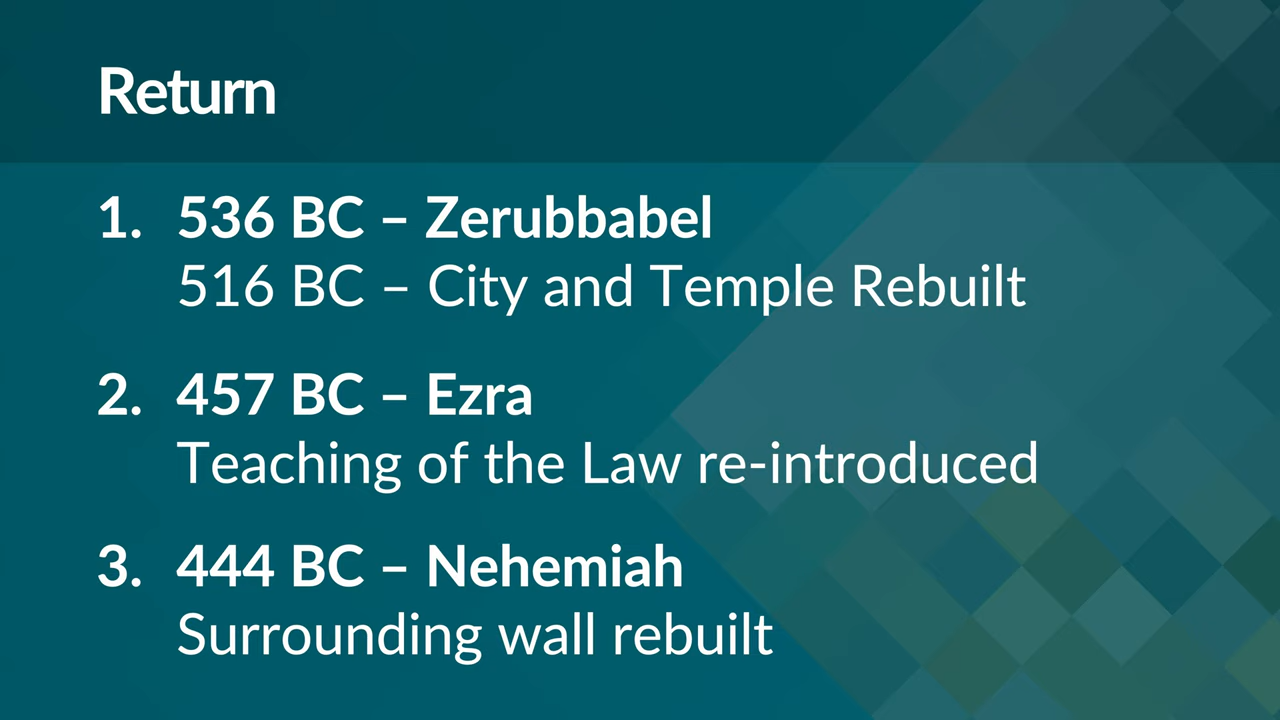 Return
1. 536 BC – Zerubbabel
516 BC – City and Temple Rebuilt
2. 457 BC – Ezra
Teaching of the Law re-introduced
3. 444 BC – Nehemiah
Surrounding wall rebuilt